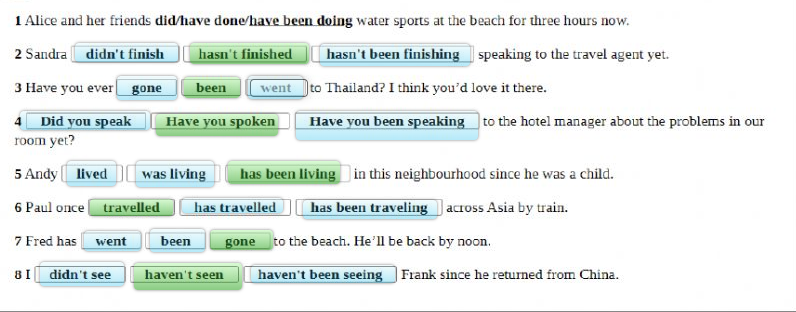 1 Alice and her friends did/have done/have been doing water sports at the beach for three hours now.
2 Sandra didn't finish hasn't finished hasn't been finishing speaking to the travel agent yet.
3 Have you ever gone been went to Thailand? I think you'd love it there.
4 Did you speak Have you spoken Have you been speaking to the hotel manager about the problems in our
room yet?
5 Andy lived was living has been living in this neighbourhood since he was a child.
6 Paul once travelled has travelled has been traveling across Asia by train.
7 Fred has went been gone to the beach. He'll be back by noon.
8 I didn't see haven't seen haven't been seeing Frank since he returned from China.